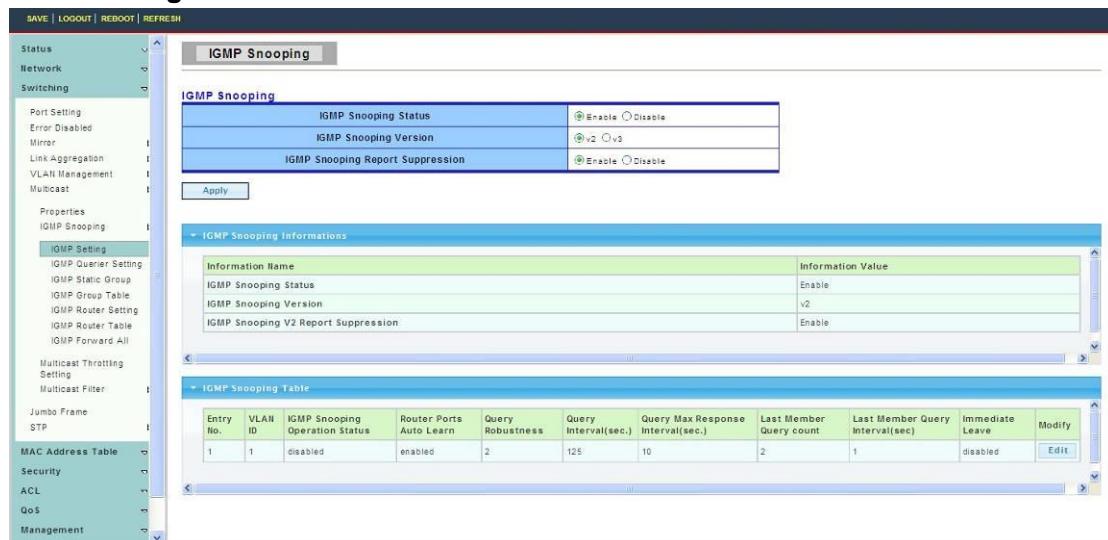 SAVE | LOGOUT | REBOOT | REFRESH
Status
Network
Switching
Port Setting
Error Disabled
Mirror
Link Aggregation
VLAN Management
Multicast
Properties
IGMP Snooping
IGMP Setting
IGMP Querier Setting
IGMP Static Group
IGMP Group Table
IGMP Router Setting
IGMP Router Table
IGMP Forward All
Multicast Throttling
Setting
Multicast Filter
Jumbo Frame
STP
MAC Address Table
Security
ACL
QoS
Management
IGMP Snooping
IGMP Snooping
IGMP Snooping Status Enable Disable
IGMP Snooping Version v2 v3
IGMP Snooping Report Suppression Enable Disable
Apply
IGMP Snooping Informations
Information Name Information Value
IGMP Snooping Status Enable
IGMP Snooping Version v2
IGMP Snooping V2 Report Suppression Enable
IGMP Snooping Table
Entry No. VLAN ID IGMP Snooping Operation Status Router Ports Auto Learn Query Robustness Query Interval(sec.) Query Max Response Interval(sec.) Last Member Query count Last Member Query Interval(sec) Immediate Leave Modify
1 1 disabled enabled 2 125 10 2 1 disabled Edit